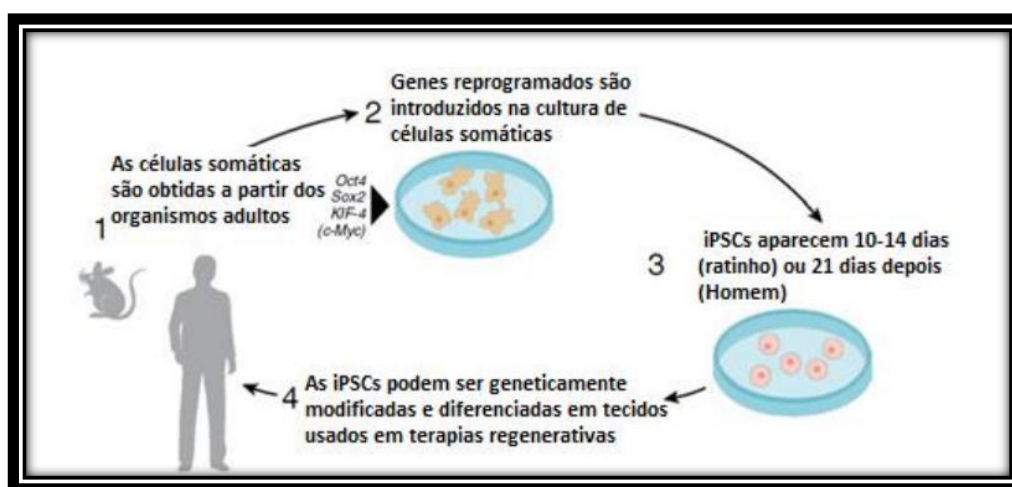 1
As células somáticas
são obtidas a partir dos
organismos adultos
Oct4
Sox2
KIF-4
(c-Myc)
2
Genes reprogramados são
introduzidos na cultura de
células somáticas
3
iPSCs aparecem 10-14 dias
(ratinho) ou 21 dias depois
(Homem)
4
As iPSCs podem ser geneticamente
modificadas e diferenciadas em tecidos
usados em terapias regenerativas